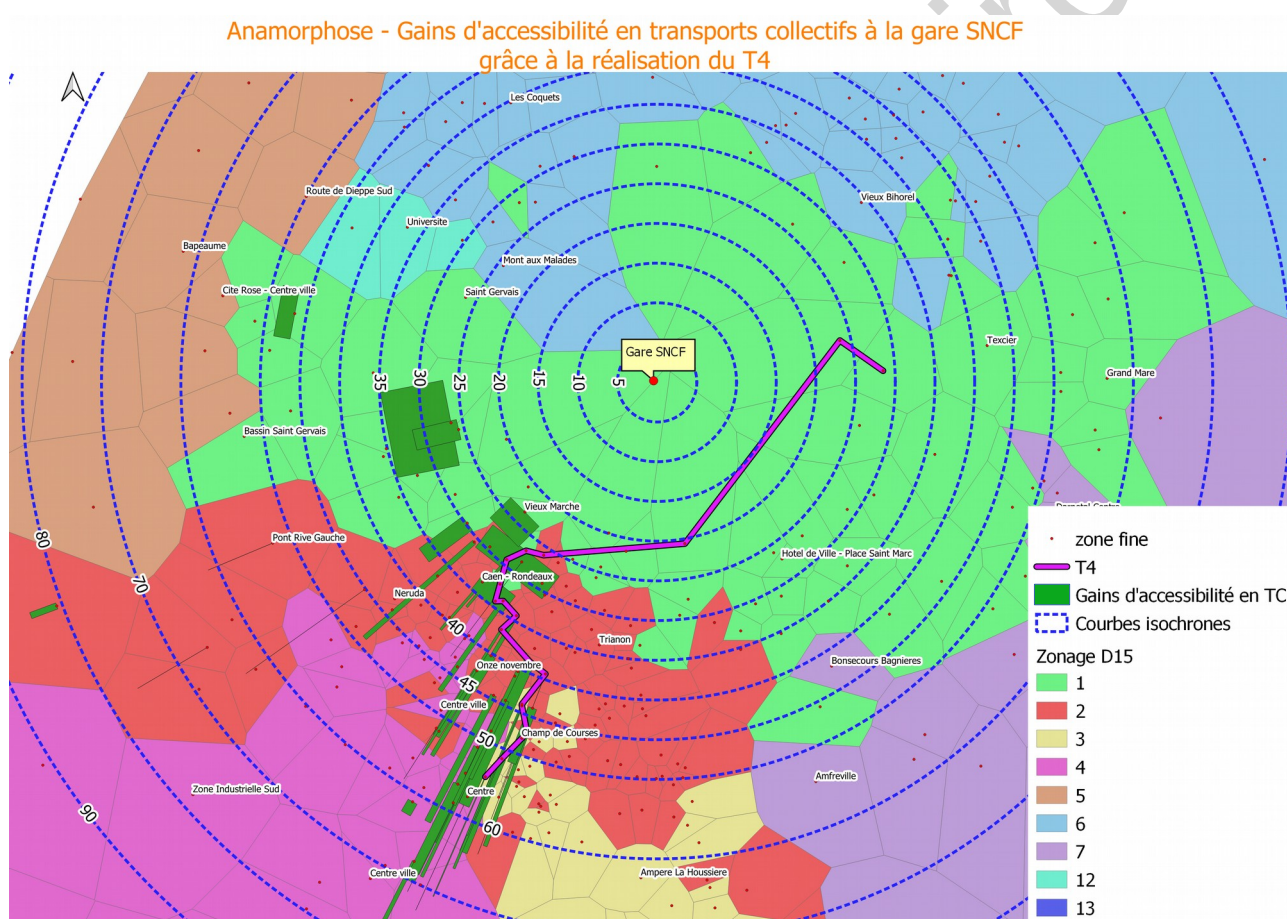 Anamorphose - Gains d'accessibilité en transports collectifs à la gare SNCF
grâce à la réalisation du T4
Les Coquets
Route de Dieppe Sud
Vieux Bihorel
Universite
Bapeaume
Mont aux Malades
Cite Rose - Centre ville
Saint Gervais
Texcier
Gare SNCF
Grand Mare
35
30
25
20
15
10
5
Bassin Saint Gervais
Vieux Marche
80
Pont Rive Gauche
Hotel de Ville - Place Saint Marc
70
Caen - Rondeaux
Neruda
40
Trianon
Onze novembre
Bonsecours Bagnieres
45
Centre ville
50
Champ de Courses
Amfreville
Zone Industrielle Sud
Centre
90
60
Centre ville
Ampere La Houssiere
zone fine
T4
Gains d'accessibilité en TC
Courbes isochrones
Zonage D15
1
2
3
4
5
6
7
12
13